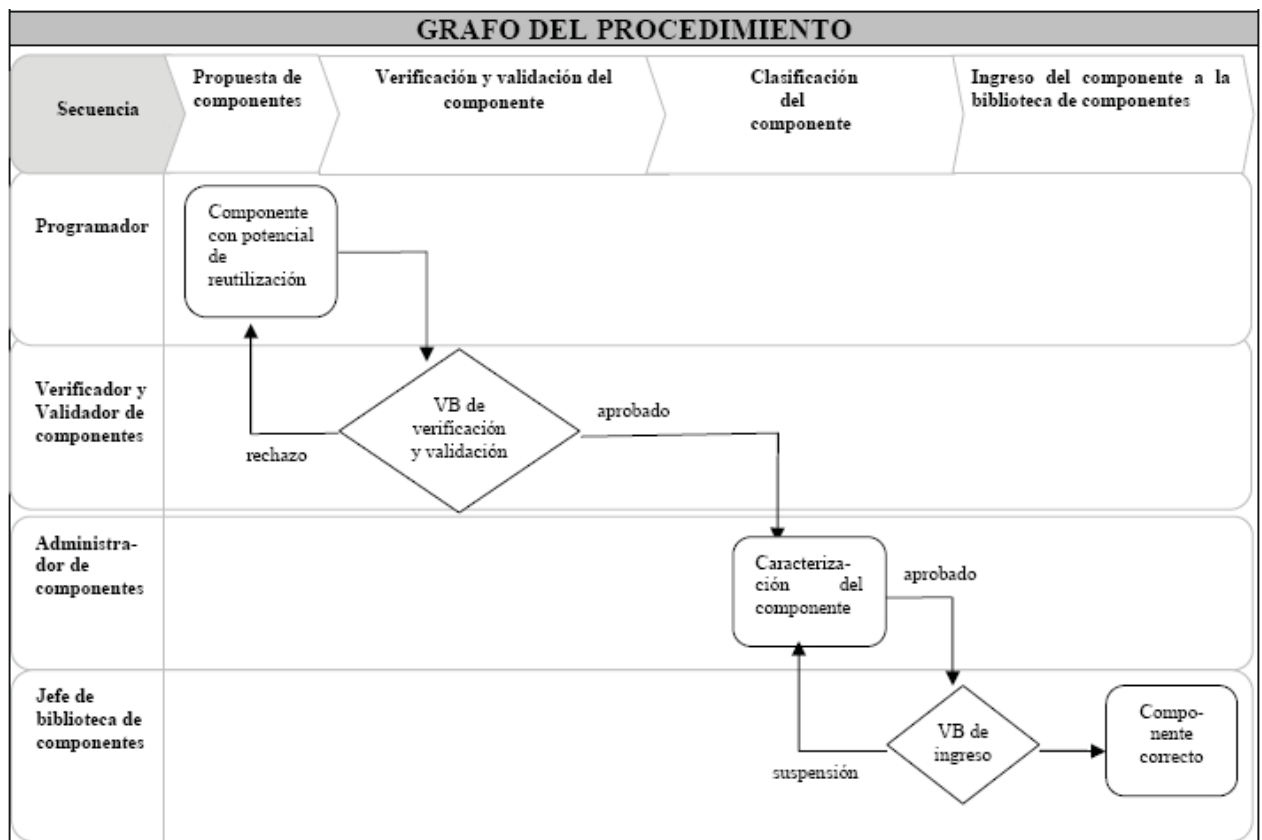 GRAFO DEL PROCEDIMIENTO
Secuencia
Propuesta de
componentes
Verificación y validación del
componente
Clasificación
del
componente
Ingreso del componente a la
biblioteca de componentes
Programador
Componente
con potencial
de
reutilización
Verificador y
Validador de
componentes
VB de
verificación
y validación
rechazo
aprobado
Administra-
dor de
componentes
Caracteriza-
ción del
componente
aprobado
Jefe de
biblioteca de
componentes
suspensión
VB de
ingreso
Compo-
nente
correcto